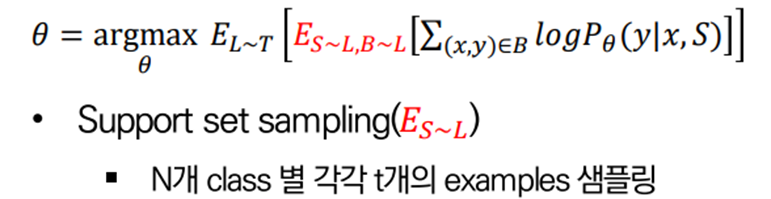 θ = argmax E_{L~T} [E_{S~L,B~L}[Σ_{(x,y)∈B} logP_θ(y|x,S)]]
θ
• Support set sampling(E_{S~L})
▪ N개 class 별 각각 t개의 examples 샘플링